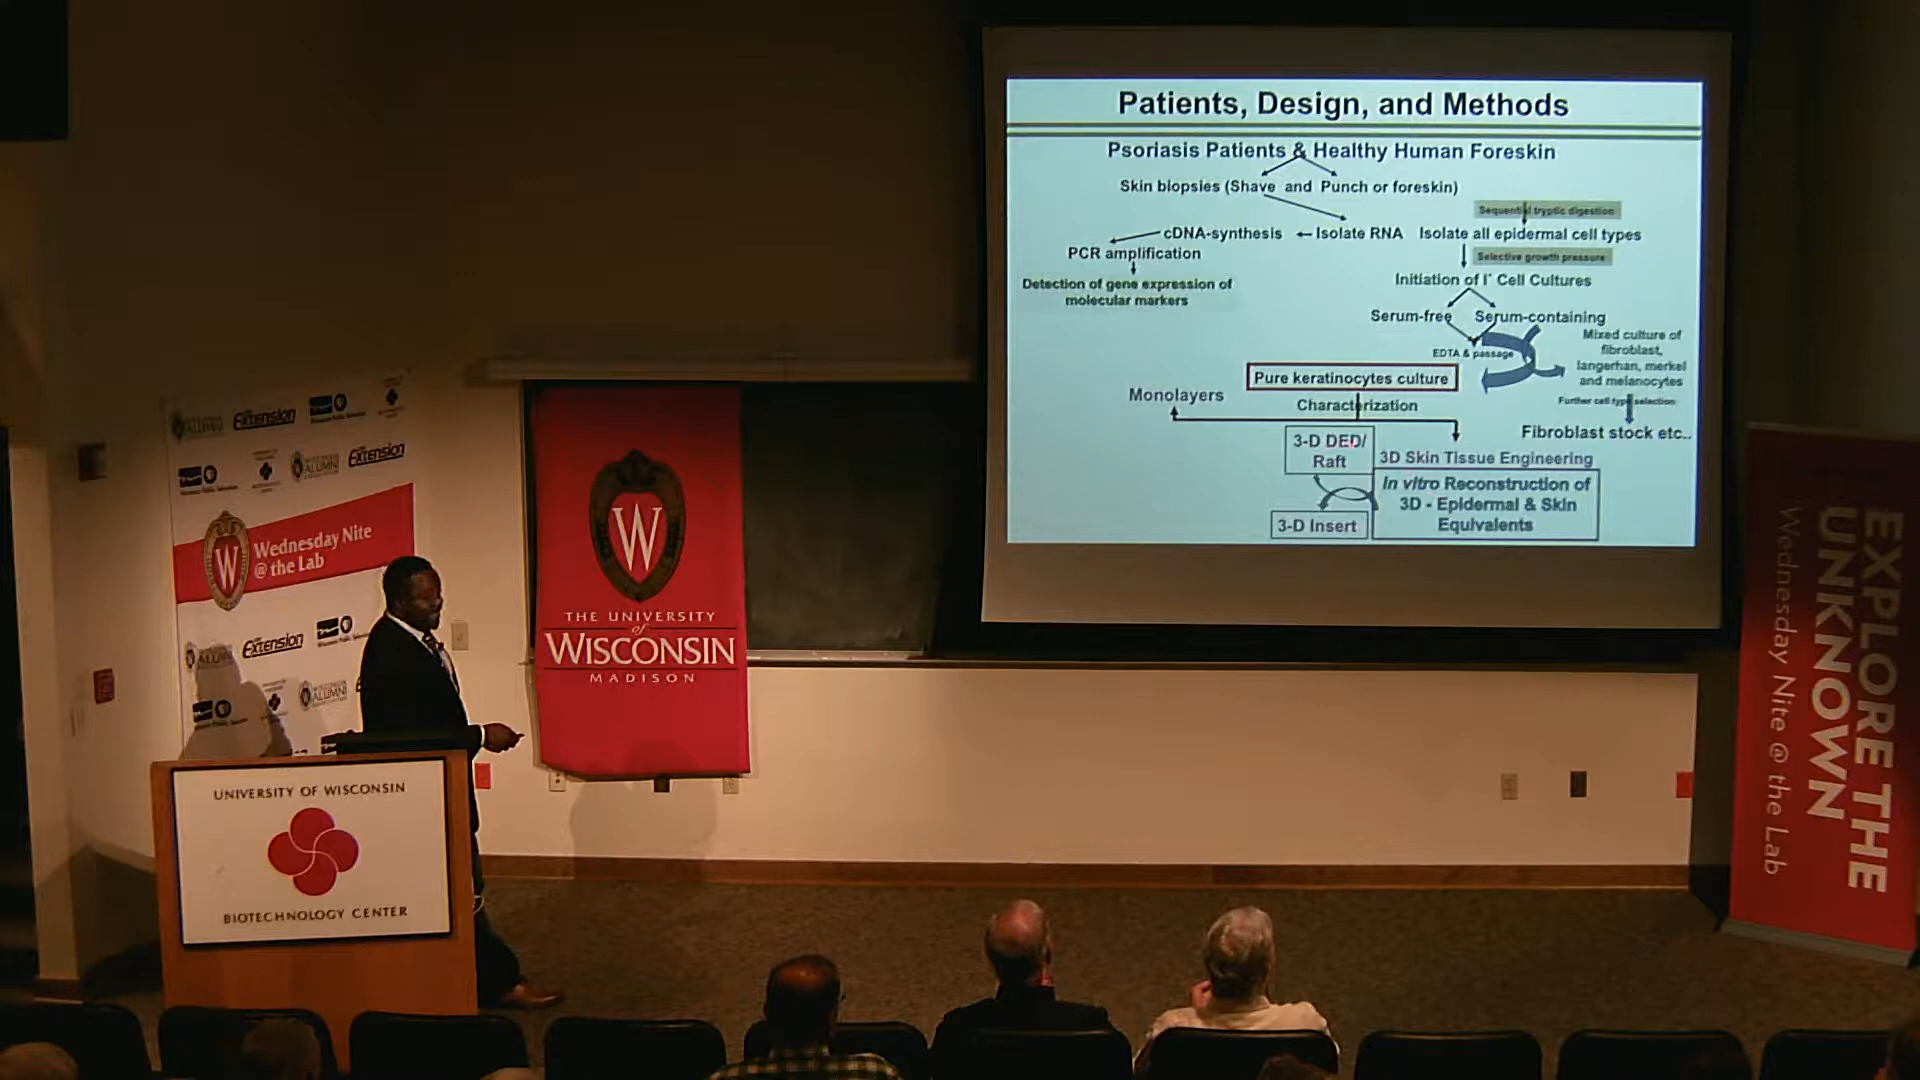 Patients, Design, and Methods
Psoriasis Patients & Healthy Human Foreskin
Skin biopsies (Shave and Punch or foreskin)
Sequential tryptic digestion
cDNA-synthesis
Isolate RNA
Isolate all epidermal cell types
PCR amplification
Selective growth pressure
Detection of gene expression of
molecular markers
Initiation of I° Cell Cultures
Serum-free
Serum-containing
EDTA & passage
Mixed culture of
fibroblast,
langerhan, merkel
and melanocytes
Pure keratinocytes culture
Monolayers
Characterization
Further cell type selection
Fibroblast stock etc..
3-D DED/
Raft
3D Skin Tissue Engineering
In vitro Reconstruction of
3D - Epidermal & Skin
Equivalents
3-D Insert
ALUMNI
Extension
ALUMNI
Extension
W
Wednesday Nite
@ the Lab
ALUMNI
Extension
ALUMNI
W
THE UNIVERSITY
of
WISCONSIN
MADISON
UNIVERSITY OF WISCONSIN
BIOTECHNOLOGY CENTER
EXPLORE THE
UNKNOWN
Wednesday Nite @ the Lab